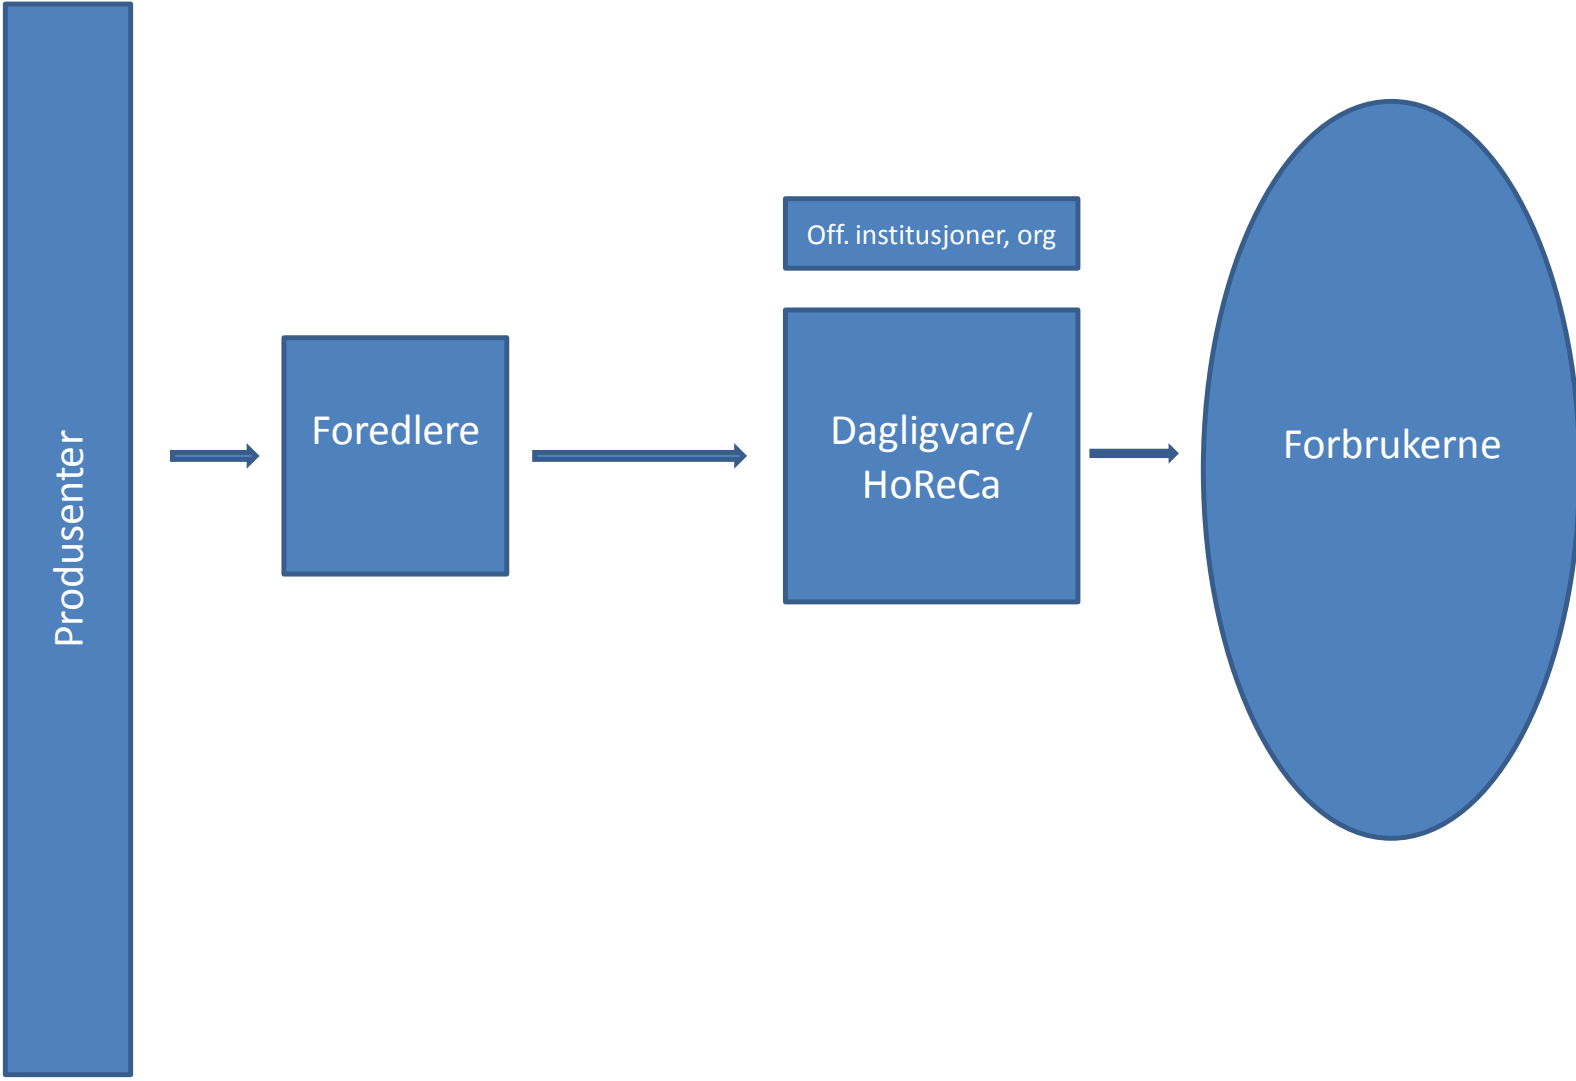 Produsenter
Foredlere
Off. institusjoner, org
Dagligvare/
HoReCa
Forbrukerne